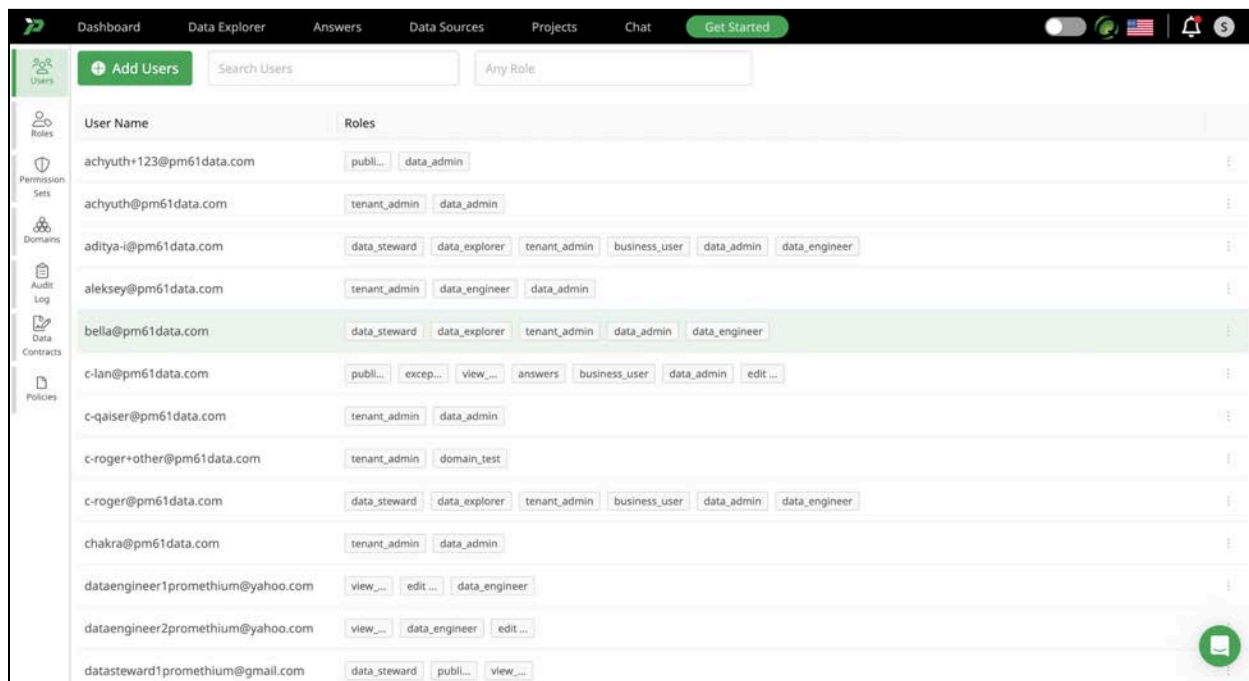 Dashboard Data Explorer Answers Data Sources Projects Chat Get Started S
Users
Add Users Search Users Any Role
Roles
Permission
Sets
Domains
Audit
Log
Data
Contracts
Policies
User Name Roles
achyuth+123@pm61data.com publi... data_admin
achyuth@pm61data.com tenant_admin data_admin
aditya-i@pm61data.com data_steward data_explorer tenant_admin business_user data_admin data_engineer
aleksey@pm61data.com tenant_admin data_engineer data_admin
bella@pm61data.com data_steward data_explorer tenant_admin data_admin data_engineer
c-lan@pm61data.com publi... excep... view_... answers business_user data_admin edit ...
c-qaiser@pm61data.com tenant_admin data_admin
c-roger+other@pm61data.com tenant_admin domain_test
c-roger@pm61data.com data_steward data_explorer tenant_admin business_user data_admin data_engineer
chakra@pm61data.com tenant_admin data_admin
dataengineer1promethium@yahoo.com view_... edit ... data_engineer
dataengineer2promethium@yahoo.com view_... data_engineer edit ...
datasteward1promethium@gmail.com data_steward publi... view_...